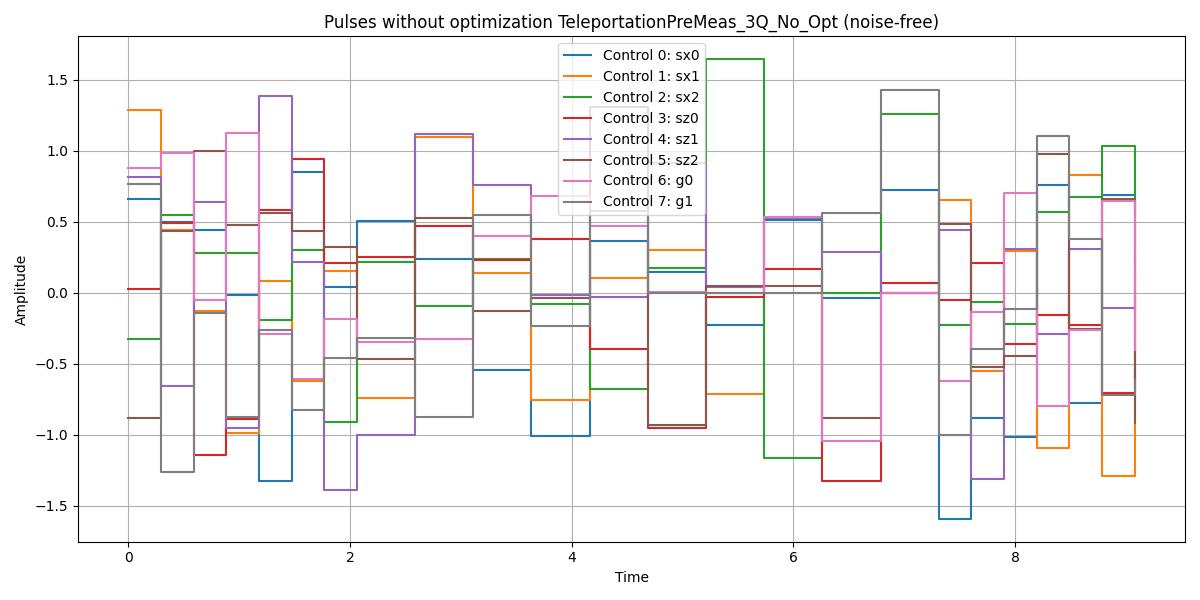 Pulses without optimization TeleportationPreMeas_3Q_No_Opt (noise-free)
Control 0: sx0
Control 1: sx1
Control 2: sx2
Control 3: sz0
Control 4: sz1
Control 5: sz2
Control 6: g0
Control 7: g1
Amplitude
1.5
1.0
0.5
0.0
−0.5
−1.0
−1.5
0 2 4 6 8
Time